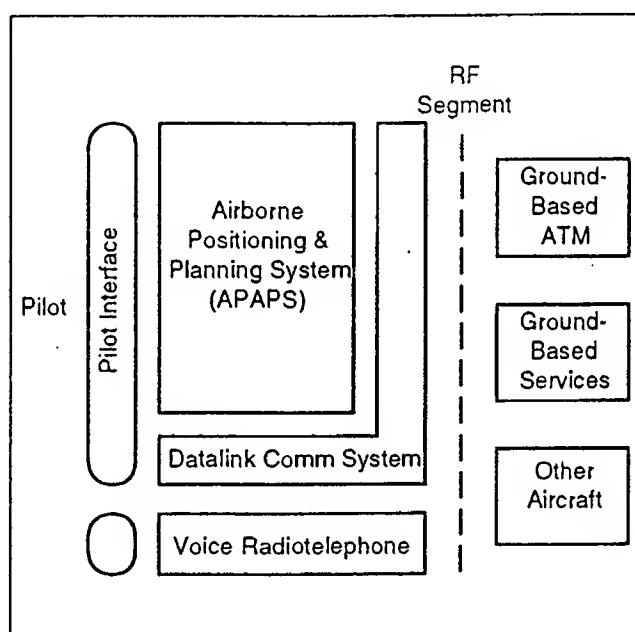 RF
Segment
Pilot
Pilot Interface
Airborne
Positioning &
Planning System
(APAPS)
Datalink Comm System
Voice Radiotelephone
Ground-
Based
ATM
Ground-
Based
Services
Other
Aircraft